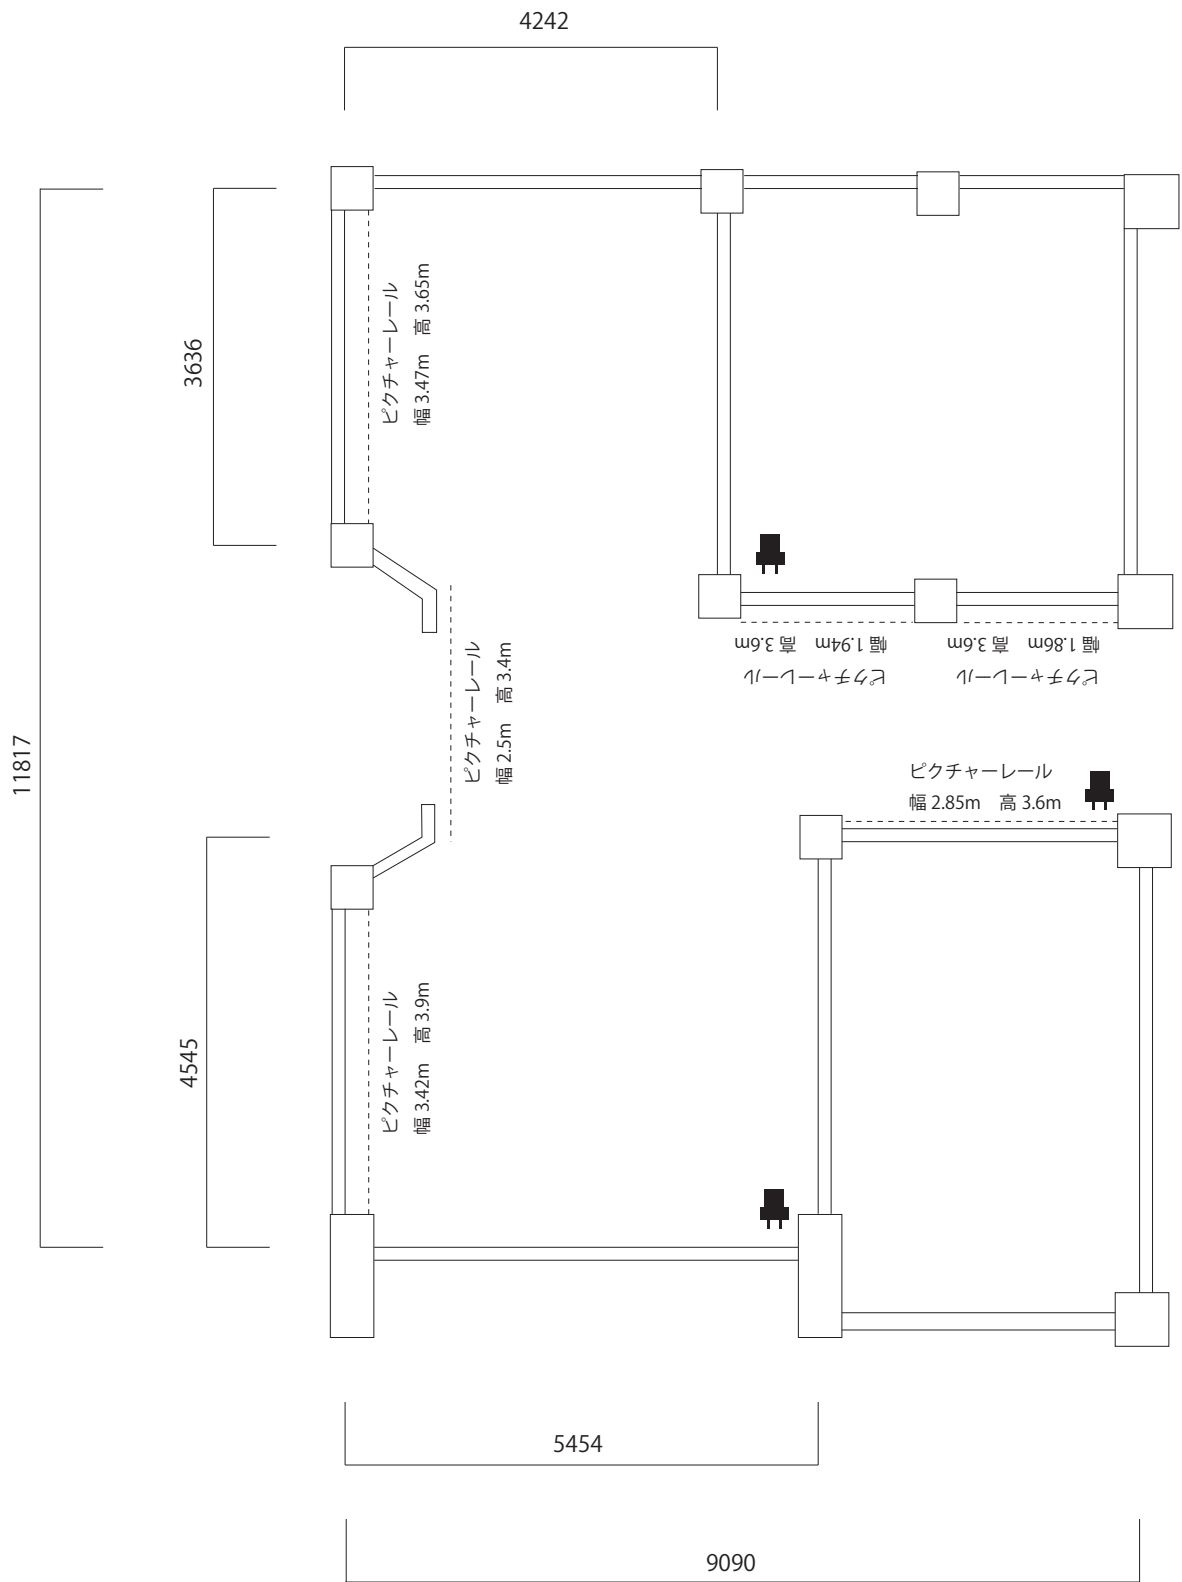 4242
3636
ピクチャーレール
幅 3.47m 高 3.65m
ピクチャーレール
幅 1.94m 高 3.6m
ピクチャーレール
幅 1.86m 高 3.6m
11817
ピクチャーレール
幅 2.5m 高 3.4m
ピクチャーレール
幅 2.85m 高 3.6m
4545
ピクチャーレール
幅 3.42m 高 3.9m
5454
9090